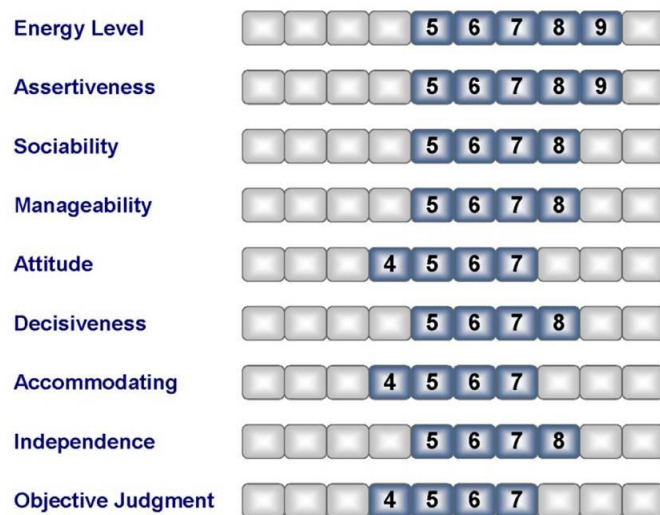 Energy Level 5 6 7 8 9
Assertiveness 5 6 7 8 9
Sociability 5 6 7 8
Manageability 5 6 7 8
Attitude 4 5 6 7
Decisiveness 5 6 7 8
Accommodating 4 5 6 7
Independence 5 6 7 8
Objective Judgment 4 5 6 7